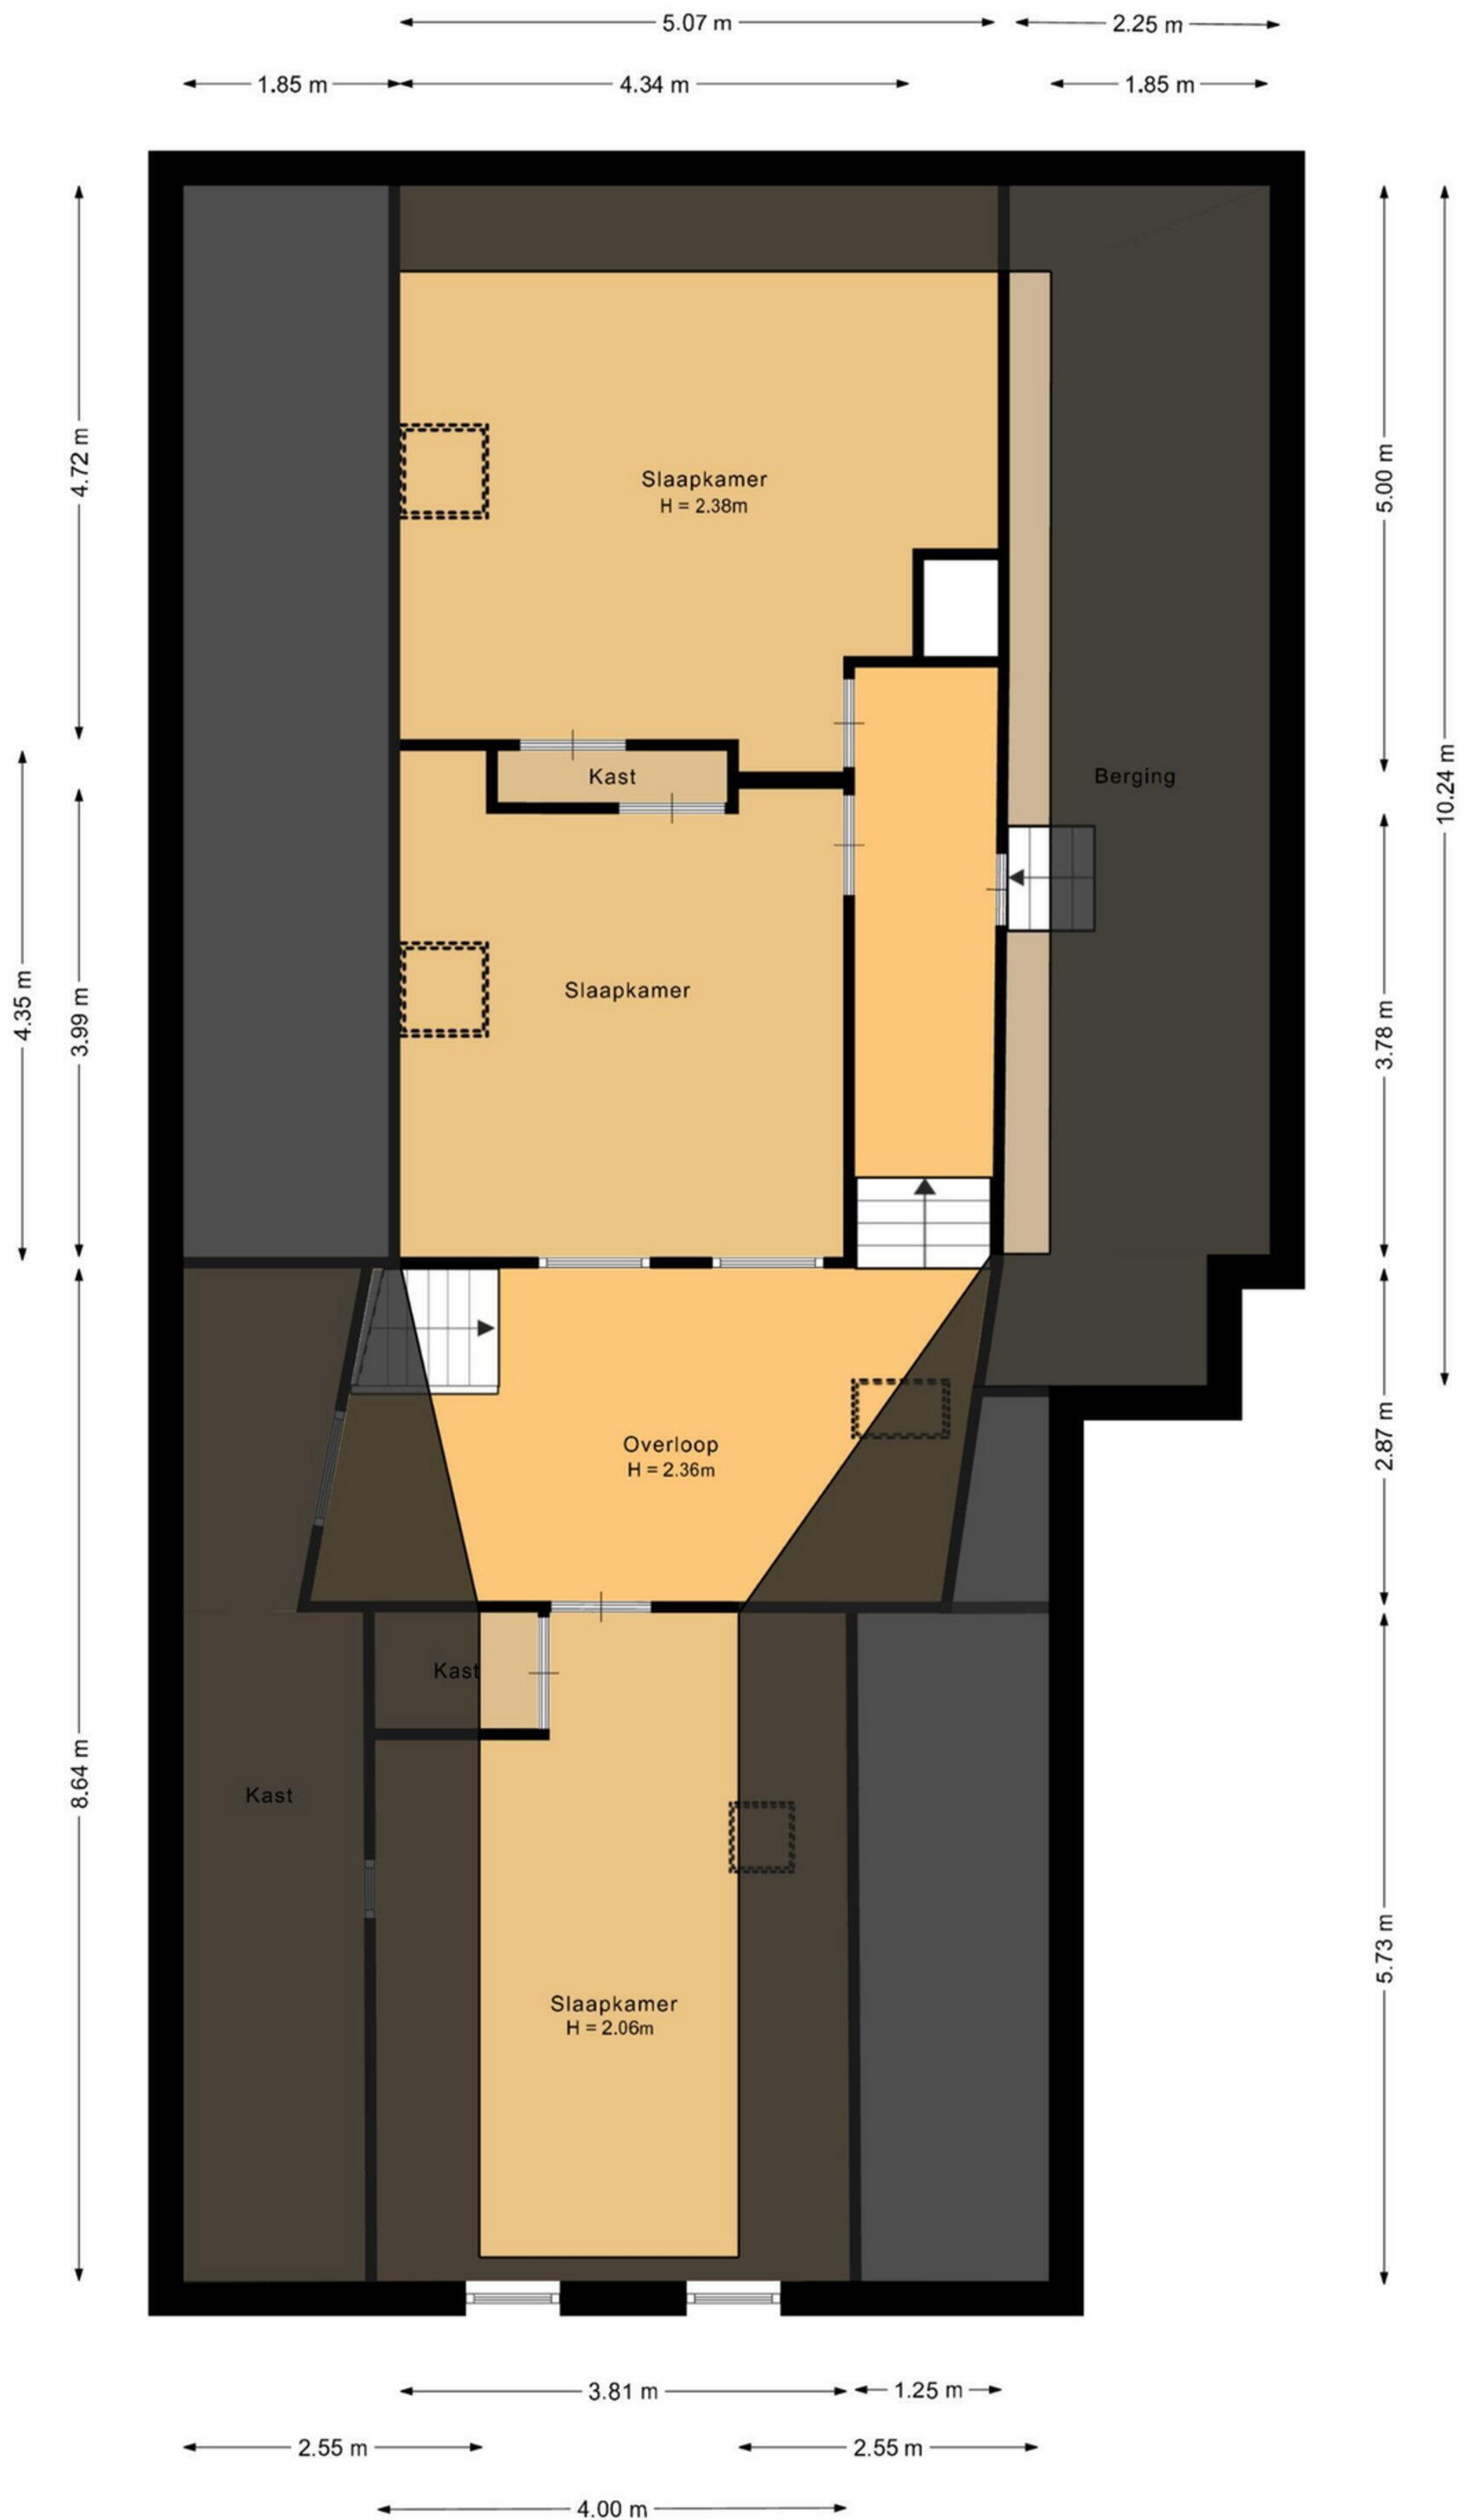 5.07 m
2.25 m
1.85 m
4.34 m
1.85 m
4.72 m
5.00 m
Slaapkamer
H = 2.38m
Kast
Berging
10.24 m
4.35 m
3.99 m
3.78 m
Slaapkamer
Overloop
H = 2.36m
2.87 m
Kast
Kast
8.64 m
5.73 m
Slaapkamer
H = 2.06m
3.81 m
1.25 m
2.55 m
2.55 m
4.00 m